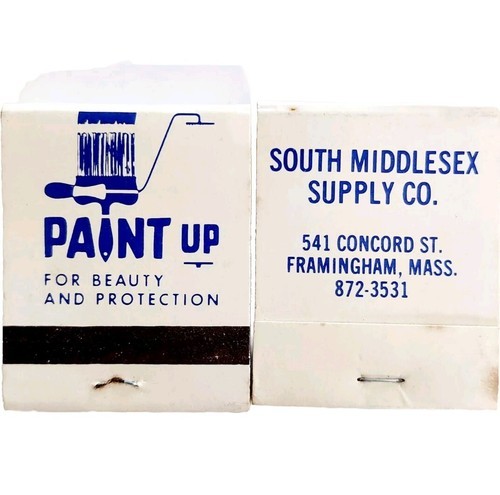 PAINT UP
FOR BEAUTY
AND PROTECTION
SOUTH MIDDLESEX
SUPPLY CO.
541 CONCORD ST.
FRAMINGHAM, MASS.
872-3531